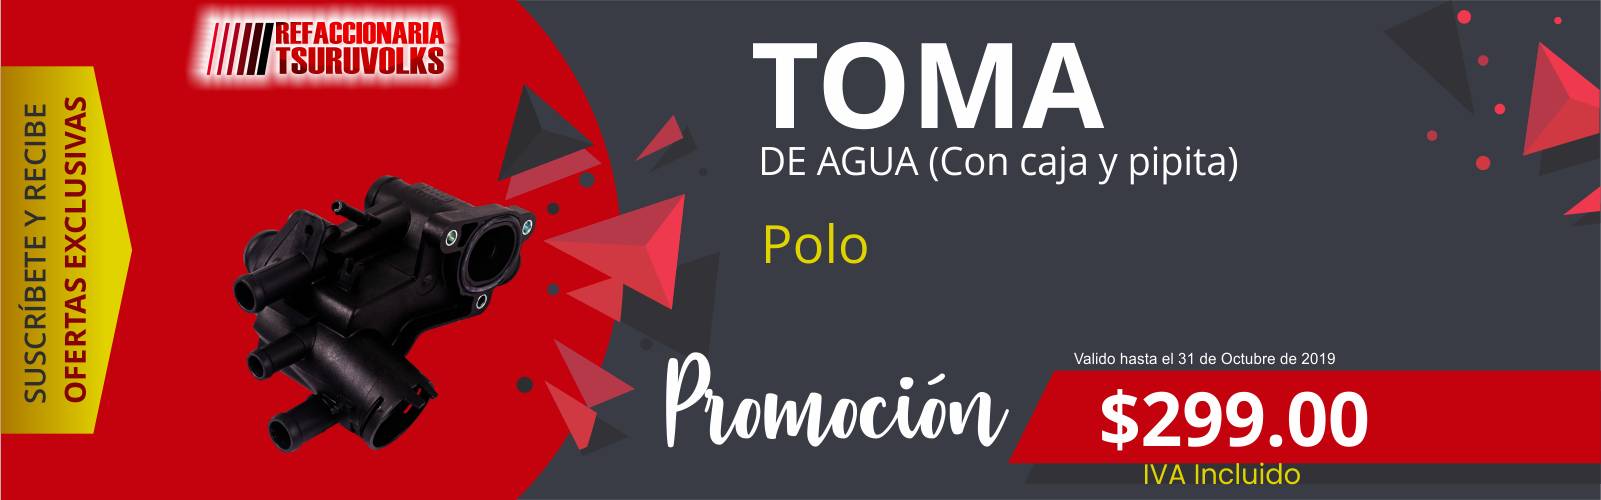 REFACCIONARIA
TSURUVOLKS
SUSCRÍBETE Y RECIBE
OFERTAS EXCLUSIVAS
TOMA
DE AGUA (Con caja y pipita)
Polo
Promoción
Valido hasta el 31 de Octubre de 2019
$299.00
IVA Incluido